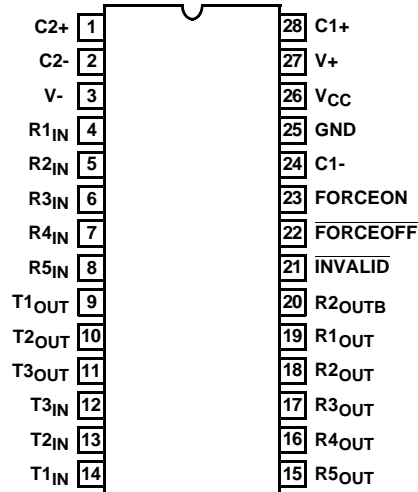 C2+ 1 28 C1+
C2- 2 27 V+
V- 3 26 VCC
R1IN 4 25 GND
R2IN 5 24 C1-
R3IN 6 23 FORCEON
R4IN 7 22 FORCEOFF
R5IN 8 21 INVALID
T1OUT 9 20 R2OUTB
T2OUT 10 19 R1OUT
T3OUT 11 18 R2OUT
T3IN 12 17 R3OUT
T2IN 13 16 R4OUT
T1IN 14 15 R5OUT